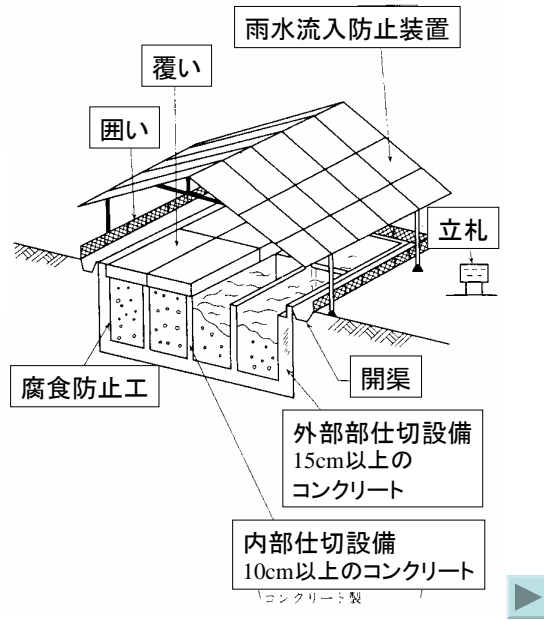 雨水流入防止装置
覆い
囲い
立札
腐食防止工
開渠
外部部仕切設備
15cm以上の
コンクリート
内部仕切設備
10cm以上のコンクリート
コンクリート製